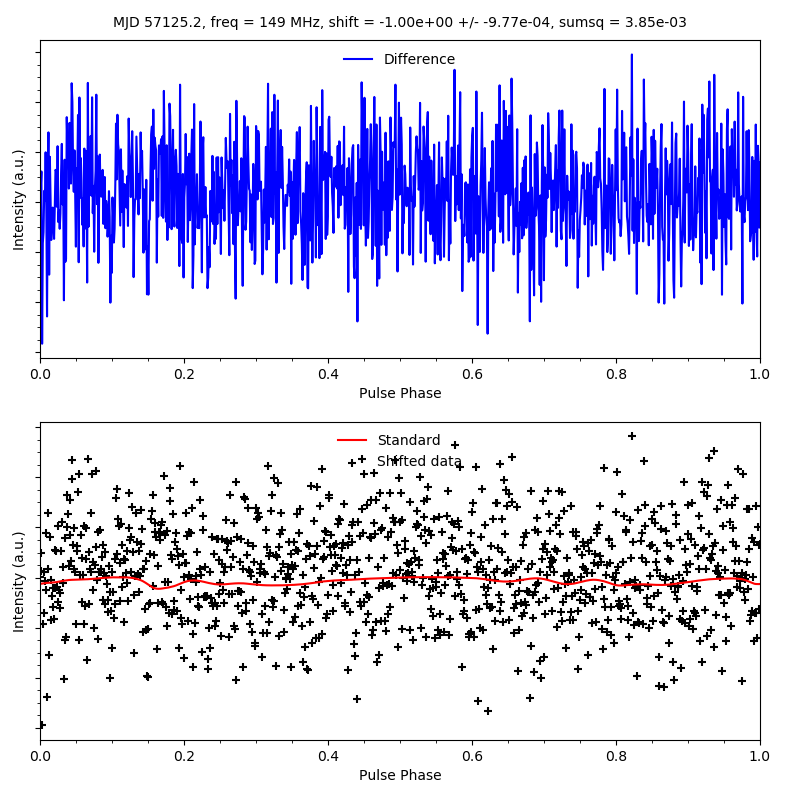 MJD 57125.2, freq = 149 MHz, shift = -1.00e+00 +/- -9.77e-04, sumsq = 3.85e-03
Difference
Intensity (a.u.)
0.0 0.2 0.4 0.6 0.8 1.0
Pulse Phase
Standard
Shifted data
Intensity (a.u.)
0.0 0.2 0.4 0.6 0.8 1.0
Pulse Phase